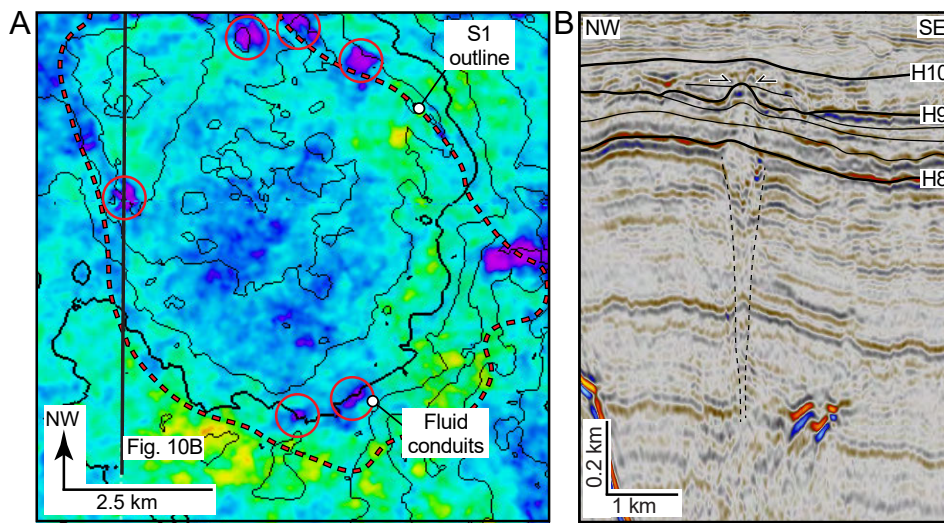 A
S1
outline
NW
Fig. 10B
2.5 km
Fluid
conduits
B
NW
SE
H10
H9
H8
0.2 km
1 km